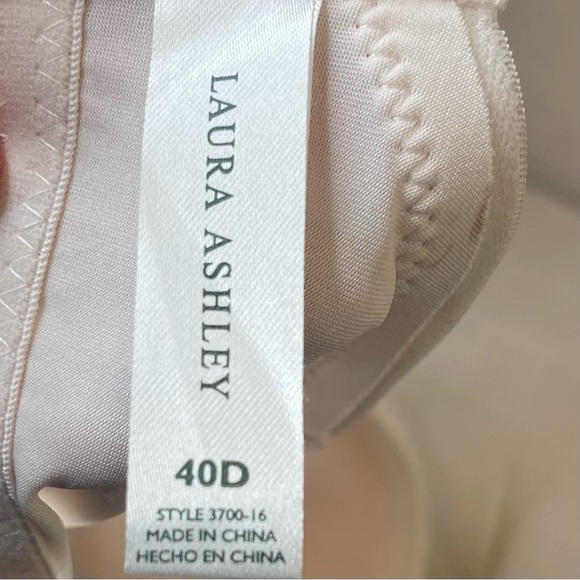 LAURA ASHLEY
40D
STYLE 3700-16
MADE IN CHINA
HECHO EN CHINA